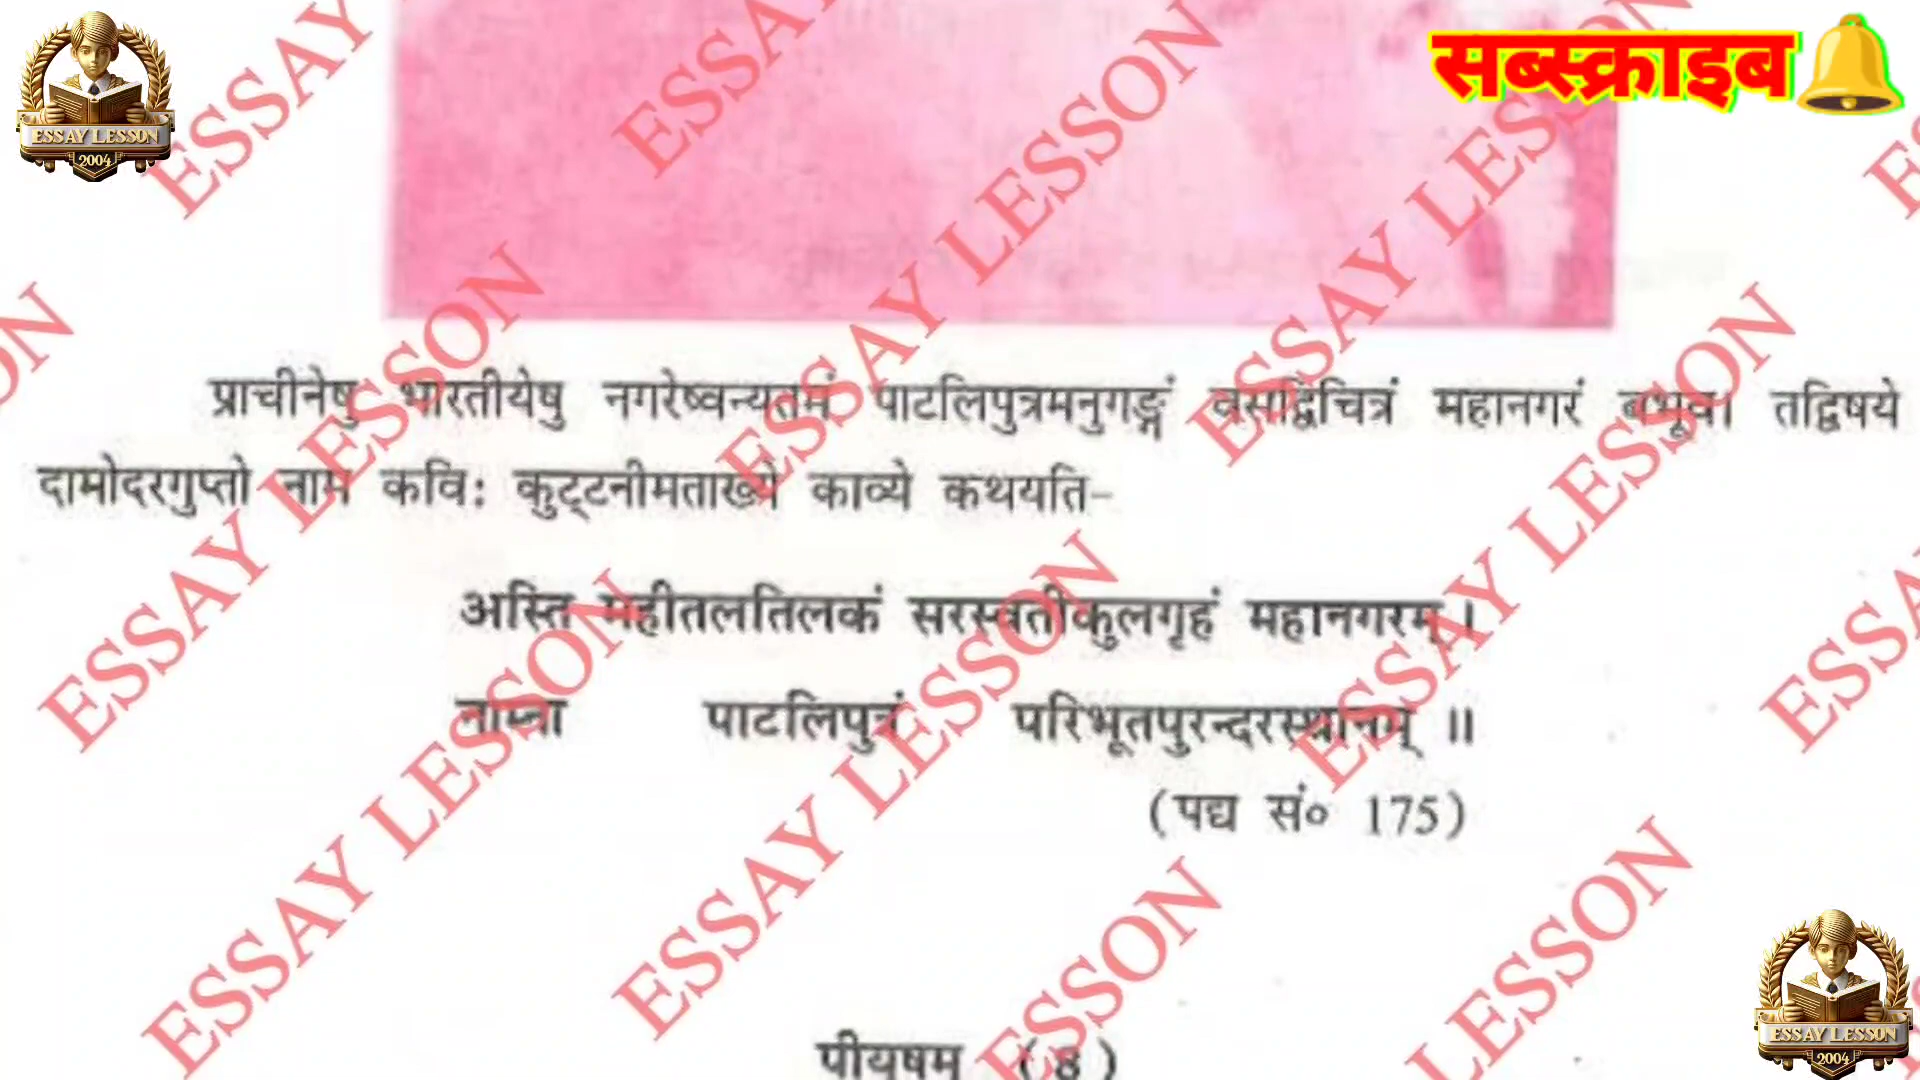 सब्स्क्राइब
ESSAY LESSON
2004
प्राचीनेषु भारतीयेषु नगरेष्वन्यतमं पाटलिपुत्रमनुगङ्गं वसद्विचित्रं महानगरं बभूव। तद्विषये
दामोदरगुप्तो नाम कविः कुट्टनीमताख्ये काव्ये कथयति-
अस्ति महीतलतिलकं सरस्वतीकुलगृहं महानगरम् ।
नाम्ना पाटलिपुत्रं परिभूतपुरन्दरस्थानम् ॥
(पद्य सं० 175)
पीयूषम् (8)
ESSAY LESSON
2004